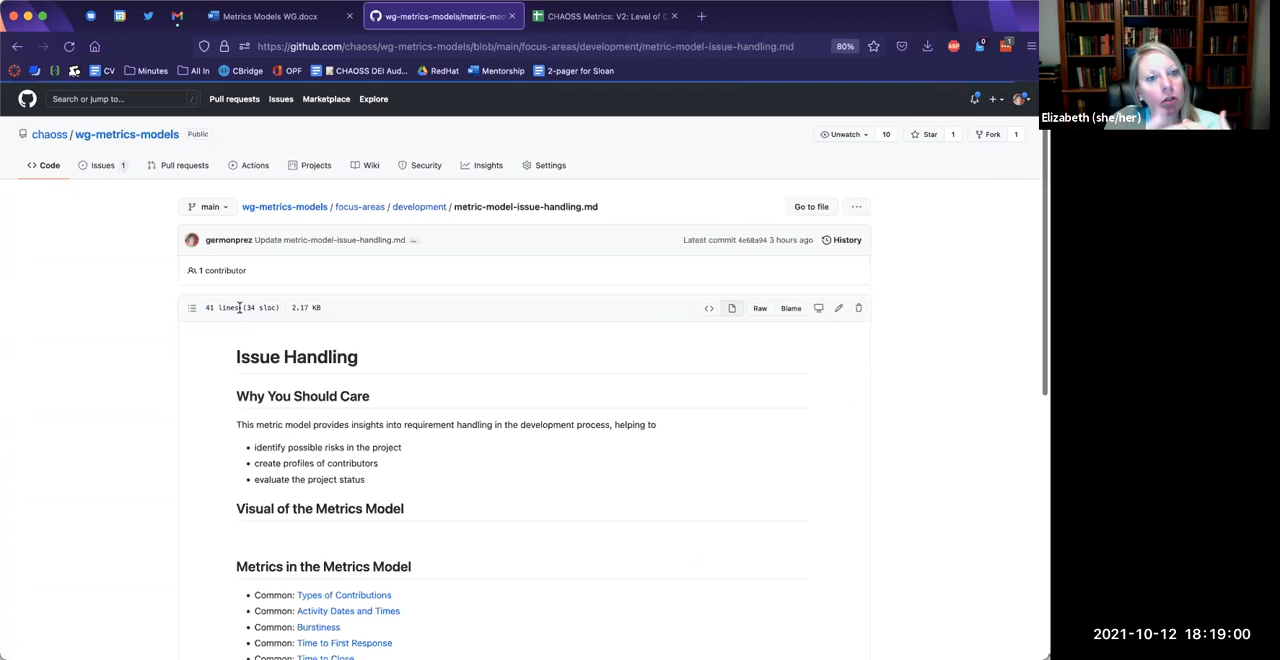 Metrics Models WG.docx
wg-metrics-models/metric-mod
CHAOSS Metrics: V2: Level of C
https://github.com/chaoss/wg-metrics-models/blob/main/focus-areas/development/metric-model-issue-handling.md
80%
CV
Minutes
All In
CBridge
OPF
CHAOSS DEI Aud...
RedHat
Mentorship
2-pager for Sloan
Elizabeth (she/her)
Search or jump to...
/
Pull requests
Issues
Marketplace
Explore
chaoss / wg-metrics-models
Public
Unwatch
10
Star
1
Fork
1
Code
Issues 1
Pull requests
Actions
Projects
Wiki
Security
Insights
Settings
main
wg-metrics-models / focus-areas / development / metric-model-issue-handling.md
Go to file
...
germonprez Update metric-model-issue-handling.md ...
Latest commit 4e68a94 3 hours ago
History
1 contributor
41 lines (34 sloc)
2.17 KB
Raw
Blame
Issue Handling
Why You Should Care
This metric model provides insights into requirement handling in the development process, helping to
• identify possible risks in the project
• create profiles of contributors
• evaluate the project status
Visual of the Metrics Model
Metrics in the Metrics Model
• Common: Types of Contributions
• Common: Activity Dates and Times
• Common: Burstiness
• Common: Time to First Response
• Common: Time to Close
2021-10-12 18:19:00